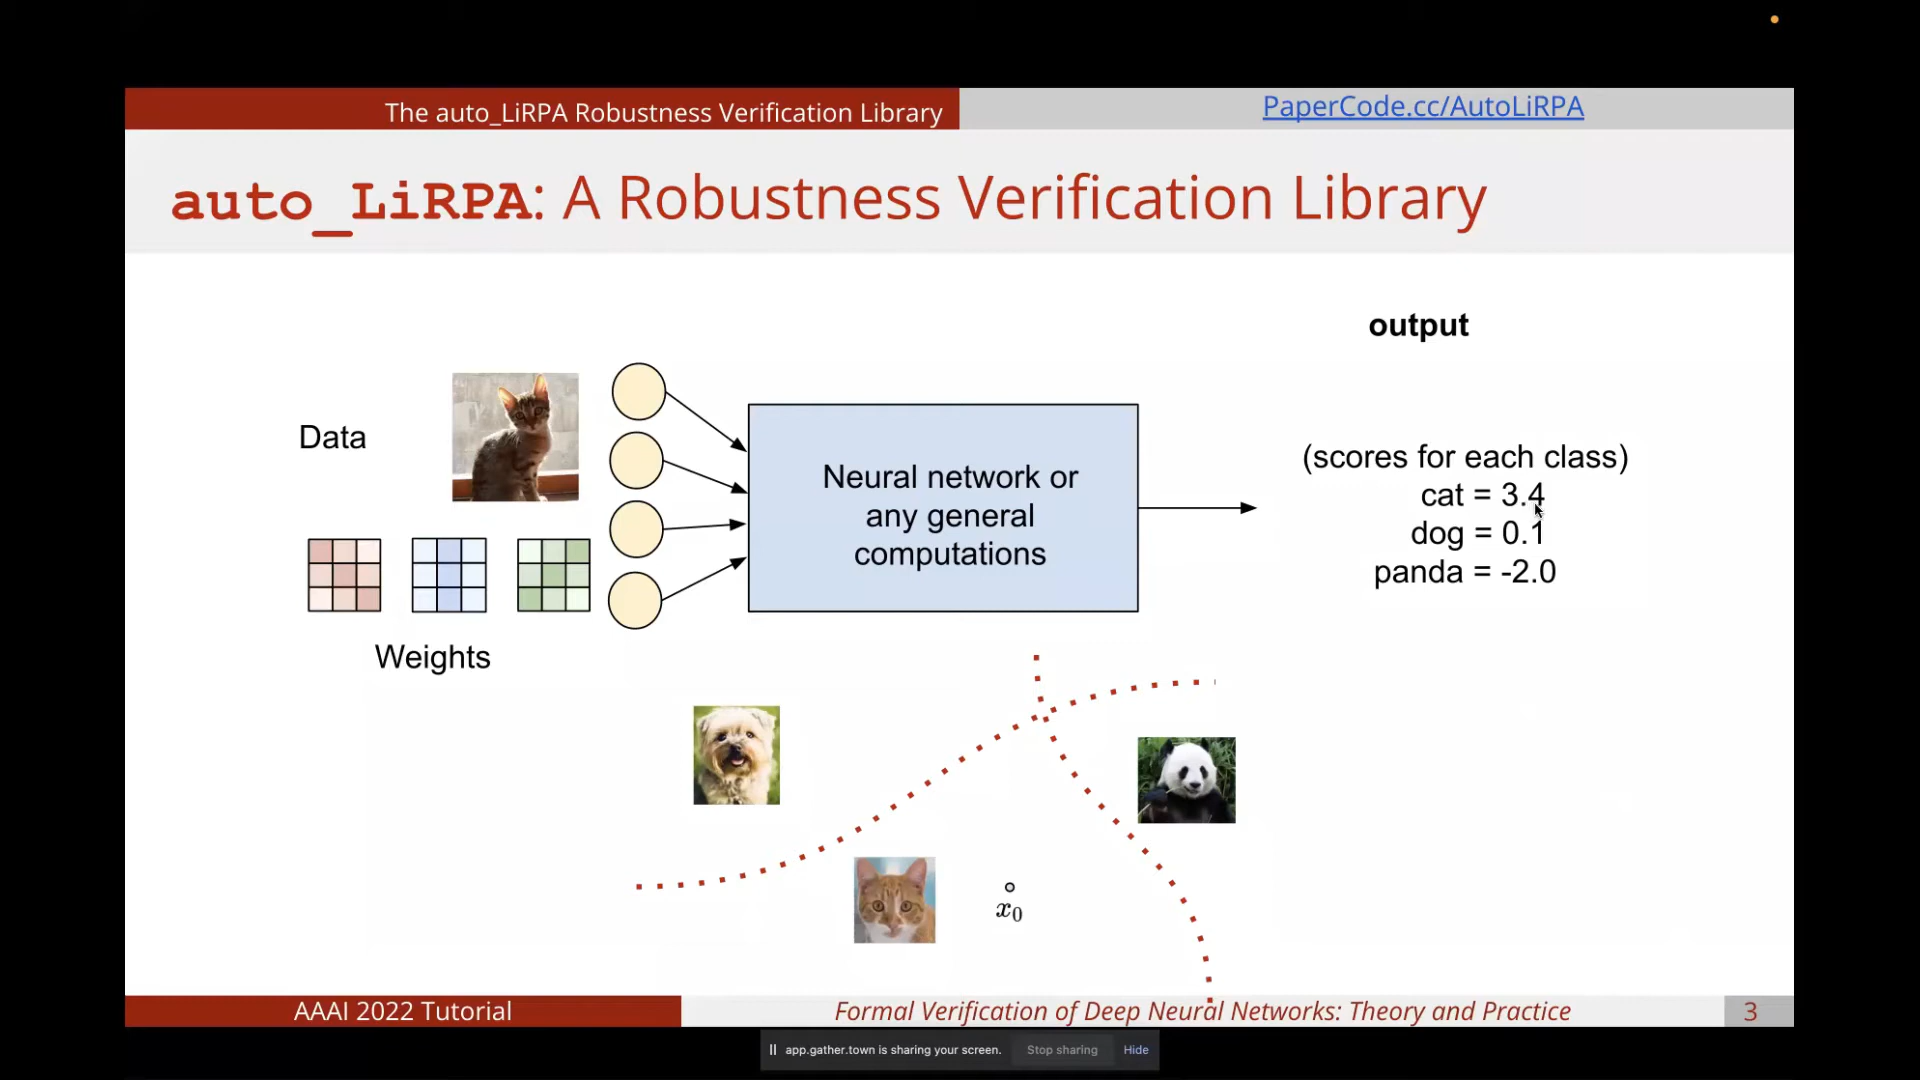 The auto_LiRPA Robustness Verification Library
PaperCode.cc/AutoLiRPA
auto_LiRPA: A Robustness Verification Library
output
Data
Neural network or
any general
computations
(scores for each class)
cat = 3.4
dog = 0.1
panda = -2.0
Weights
x₀
AAAI 2022 Tutorial
Formal Verification of Deep Neural Networks: Theory and Practice
3
app.gather.town is sharing your screen.
Stop sharing
Hide